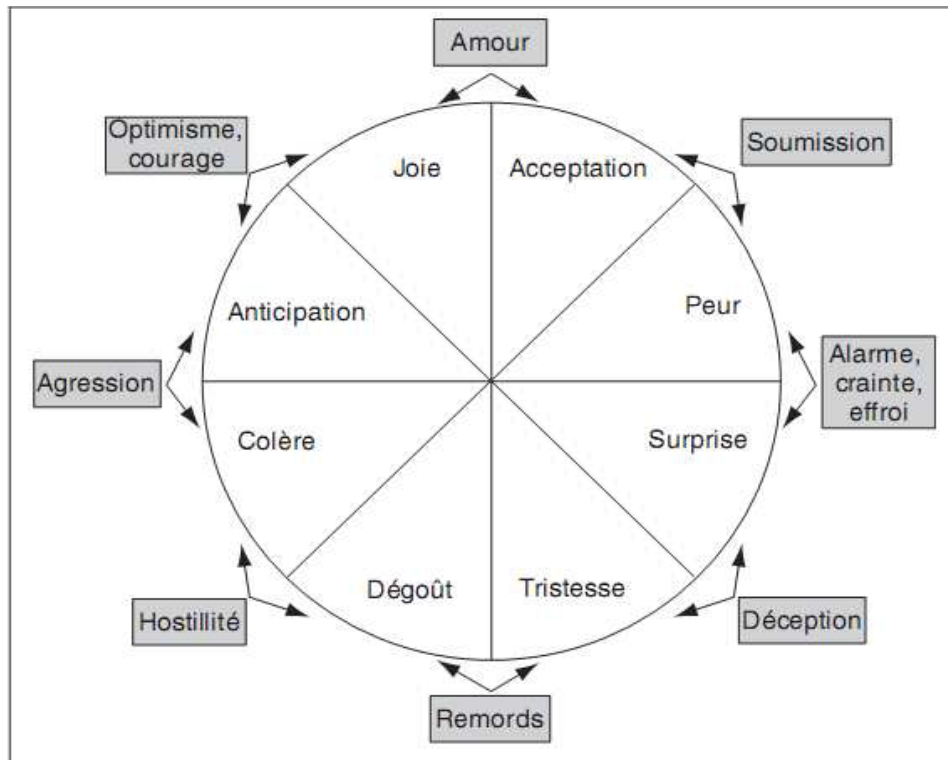 Amour
Optimisme,
courage
Soumission
Joie
Acceptation
Anticipation
Peur
Agression
Alarme,
crainte,
effroi
Colère
Surprise
Dégoût
Tristesse
Hostillité
Déception
Remords